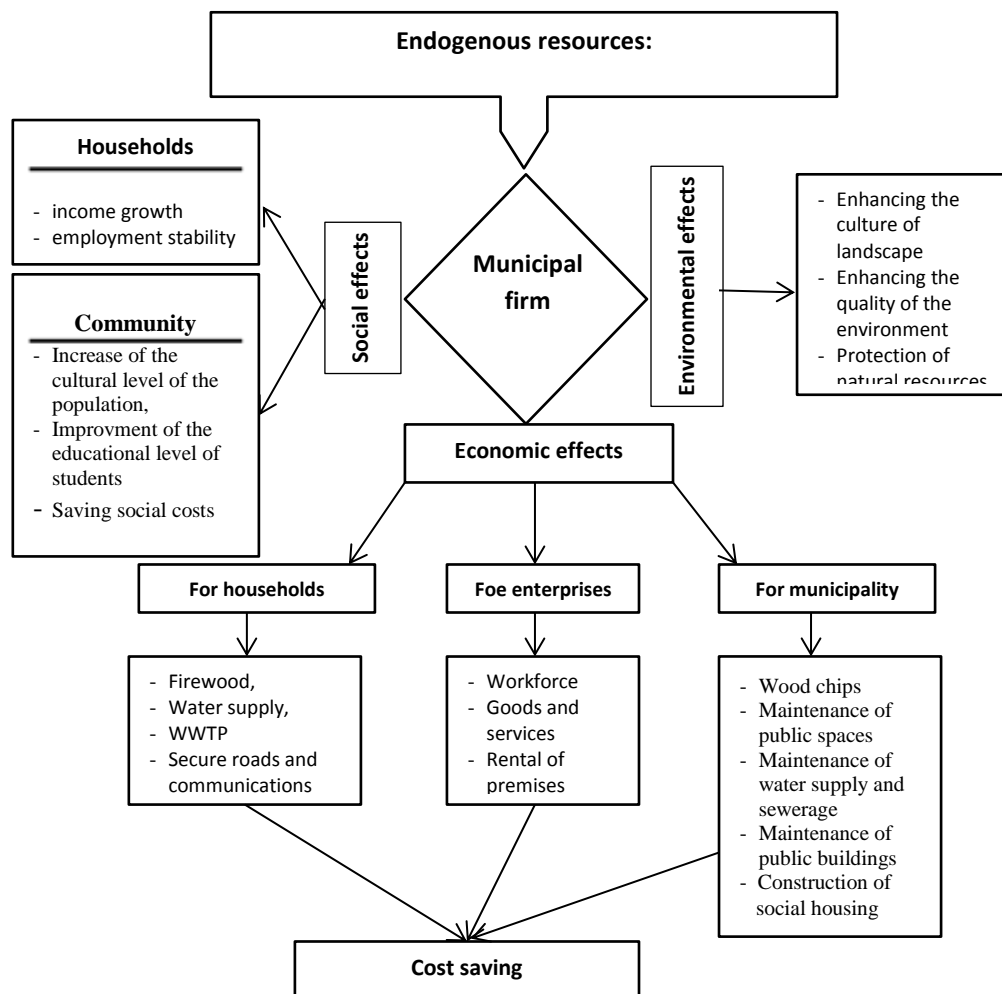 Endogenous resources:
Households
- income growth
- employment stability
Community
- Increase of the
cultural level of the
population,
- Improvment of the
educational level of
students
- Saving social costs
Social effects
Municipal
firm
Environmental effects
- Enhancing the
culture of
landscape
- Enhancing the
quality of the
environment
- Protection of
natural resources
Economic effects
For households
Foe enterprises
For municipality
- Firewood,
- Water supply,
- WWTP
- Secure roads and
communications
- Workforce
- Goods and
services
- Rental of
premises
- Wood chips
- Maintenance of
public spaces
- Maintenance of
water supply and
sewerage
- Maintenance of
public buildings
- Construction of
social housing
Cost saving